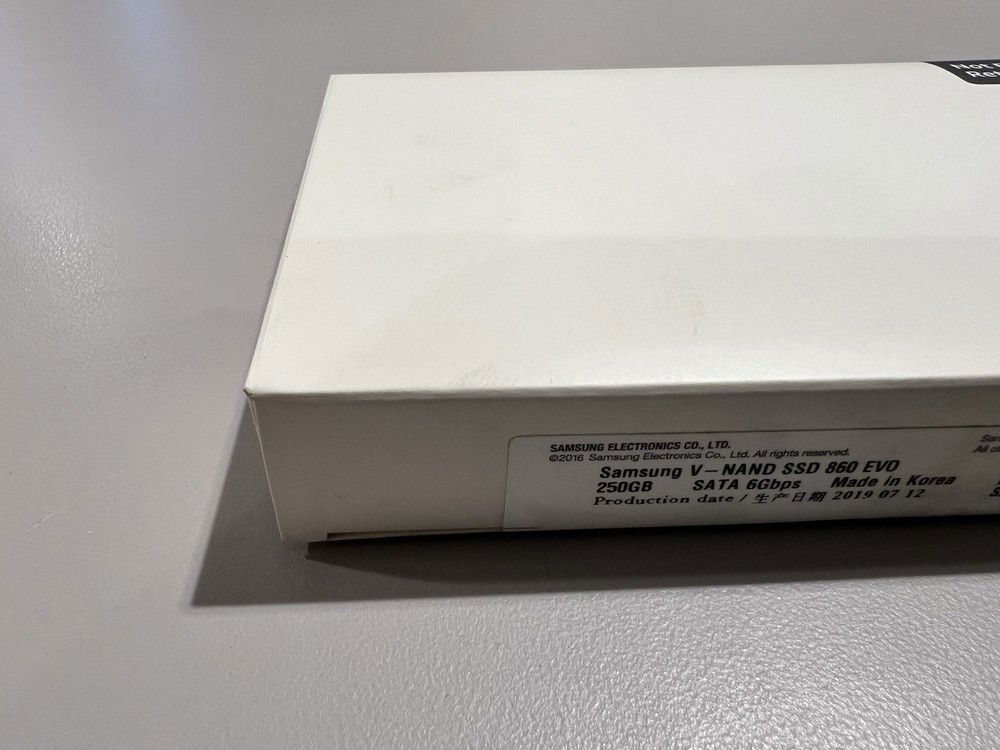 Not
SAMSUNG ELECTRONICS CO., LTD.
©2016 Samsung Electronics Co., Ltd. All rights reserved.
Samsung V-NAND SSD 860 EVO
250GB SATA 6Gbps Made in Korea
Production date / 生产日期 2019 07 12